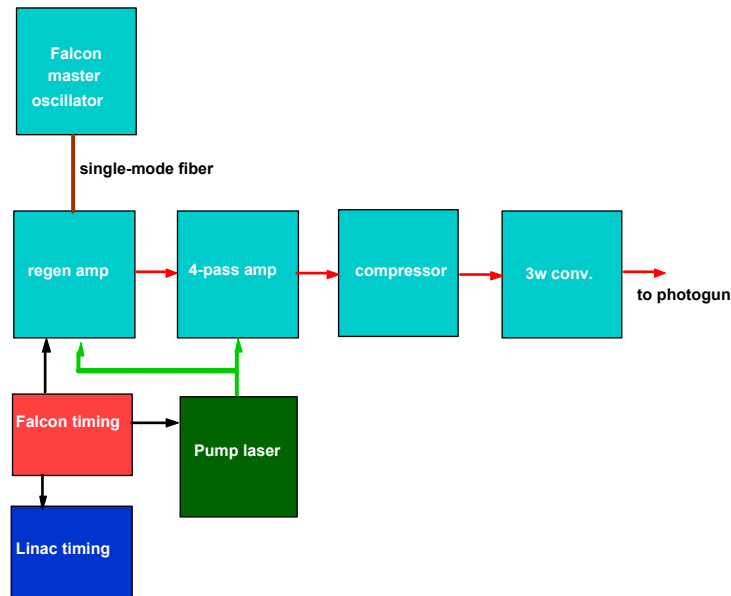 Falcon
master
oscillator
single-mode fiber
regen amp
4-pass amp
compressor
3w conv.
to photogun
Falcon timing
Pump laser
Linac timing